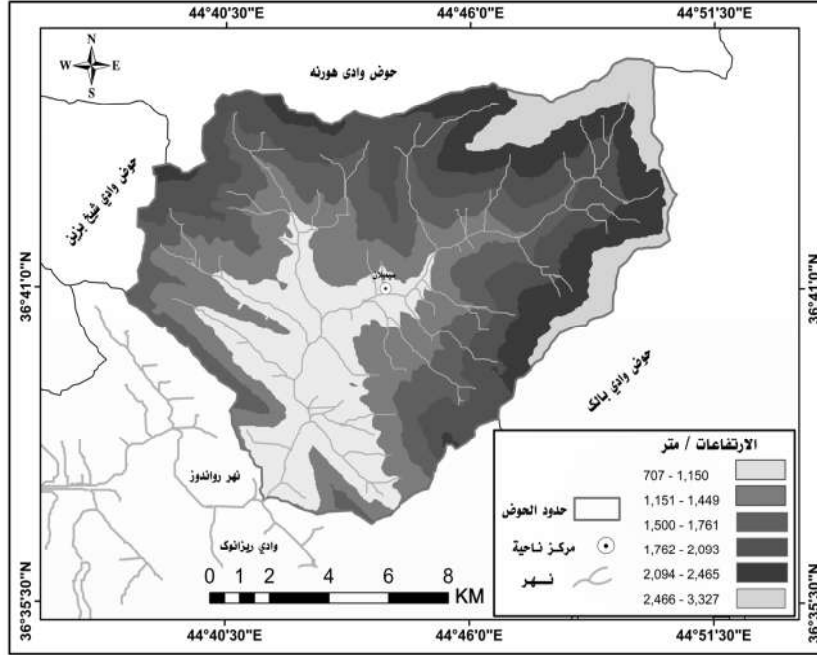 44°40'30"E
44°46'0"E
44°51'30"E
N
W E
S
حوض وادي هورنه
حوض وادي شيخ بزين
36°41'0"N
36°41'0"N
ميركه‌لان
حوض وادي بالك
نهر رواندوز
وادي ريزانوك
الارتفاعات / متر
707 - 1,150
1,151 - 1,449
1,500 - 1,761
1,762 - 2,093
2,094 - 2,465
2,466 - 3,327
حدود الحوض
مركز ناحية
نهر
0 1 2 4 6 8
KM
36°35'30"N
36°35'30"N
44°40'30"E
44°46'0"E
44°51'30"E